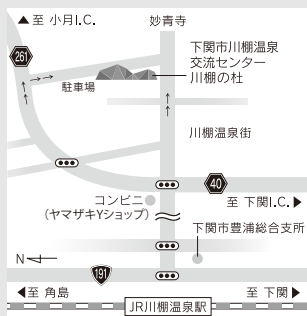 ▲至 小月I.C.
妙青寺
261
下関市川棚温泉
交流センター
川棚の杜
駐車場
川棚温泉街
40
コンビニ
(ヤマザキYショップ)
至 下関I.C.▶
下関市豊浦総合支所
N
191
◀至 角島
至 下関▶
JR川棚温泉駅